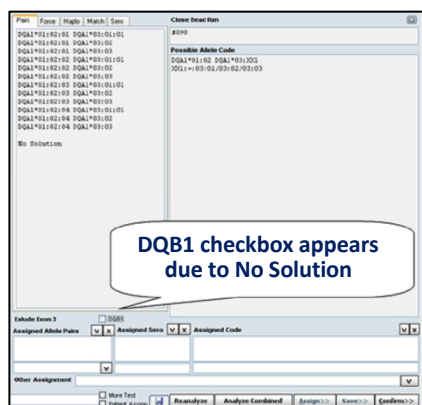 Pairs Force Haplo Match Sero
DQA1*01:02:01 DQA1*03:01:01
DQA1*01:02:01 DQA1*03:02
DQA1*01:02:01 DQA1*03:03
DQA1*01:02:02 DQA1*03:01:01
DQA1*01:02:02 DQA1*03:02
DQA1*01:02:02 DQA1*03:03
DQA1*01:02:03 DQA1*03:01:01
DQA1*01:02:03 DQA1*03:02
DQA1*01:02:03 DQA1*03:03
DQA1*01:02:04 DQA1*03:01:01
DQA1*01:02:04 DQA1*03:02
DQA1*01:02:04 DQA1*03:03
No Solution
Close Bead Rxn
#090
Possible Allele Code
DQA1*01:02 DQA1*03:XX1
XX1:=:03:01/03:02/03:03
DQB1 checkbox appears
due to No Solution
Exlude Exon 3 DQB1
Assigned Allele Pairs V X Assigned Sero V X Assigned Code V X
V
Other Assignment V
More Test
Patient Assign Reanalyze Analyze Combined Assign>> Save>> Confirm>>